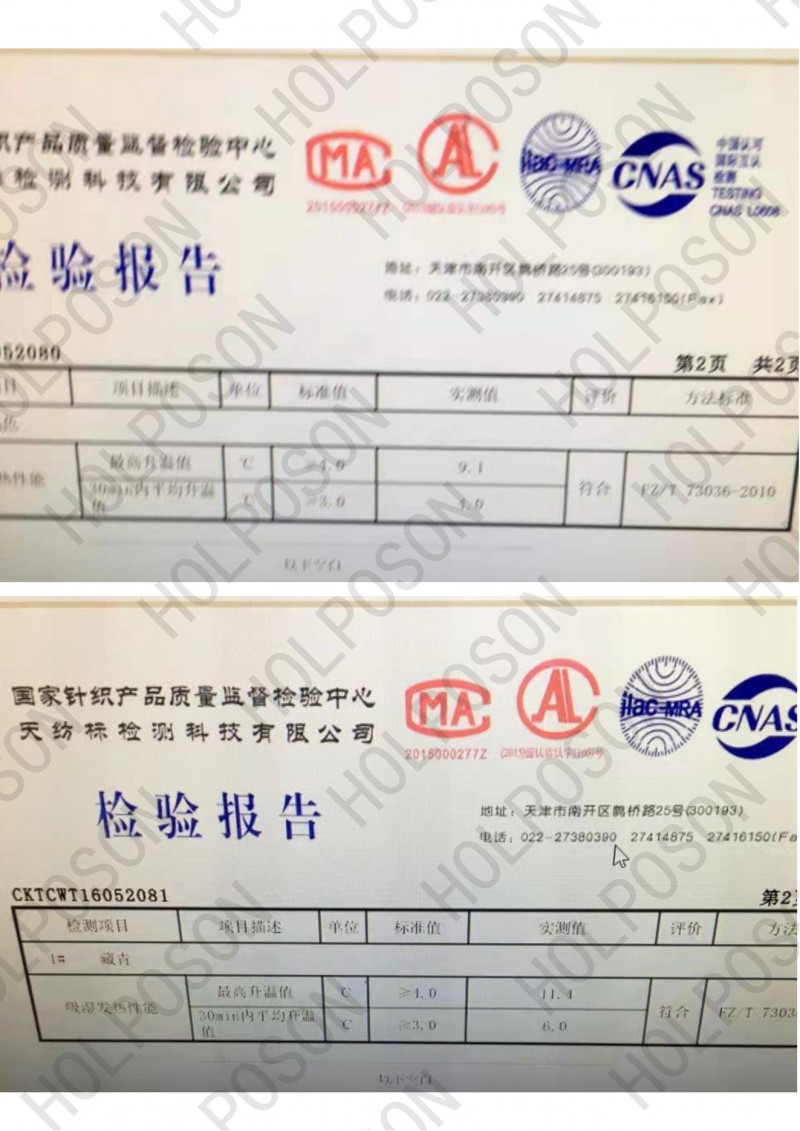 HOLPOSON
织产品质量监督检验中心
检测科技有限公司
MA
AL
ilac-MRA
CNAS
中国认可
国际互认
检测
TESTING
CNAS L0608
检验报告
地址：天津市南开区鹊桥路25号(300193)
电话：022-27380390 27414875 27416150(Fax)
052080
第2页 共2页
项目描述 单位 标准值 实测值 评价 方法标准
热性能 最高升温值 ℃ ≥4.0 9.1 符合 FZ/T 73036-2010
30min内平均升温值 ℃ ≥3.0
以下空白
国家针织产品质量监督检验中心
天纺标检测科技有限公司
MA
2015000277Z
AL
ilac-MRA
CNAS
检验报告
地址：天津市南开区鹊桥路25号(300193)
电话：022-27380390 27414875 27416150(Fa
CKTCWT16052081
第2
检测项目 项目描述 单位 标准值 实测值 评价 方法
1# 藏青
吸湿发热性能 最高升温值 ℃ ≥4.0 11.4 符合 FZ/T 7303
30min内平均升温值 ℃ ≥3.0 6.0
以下空白